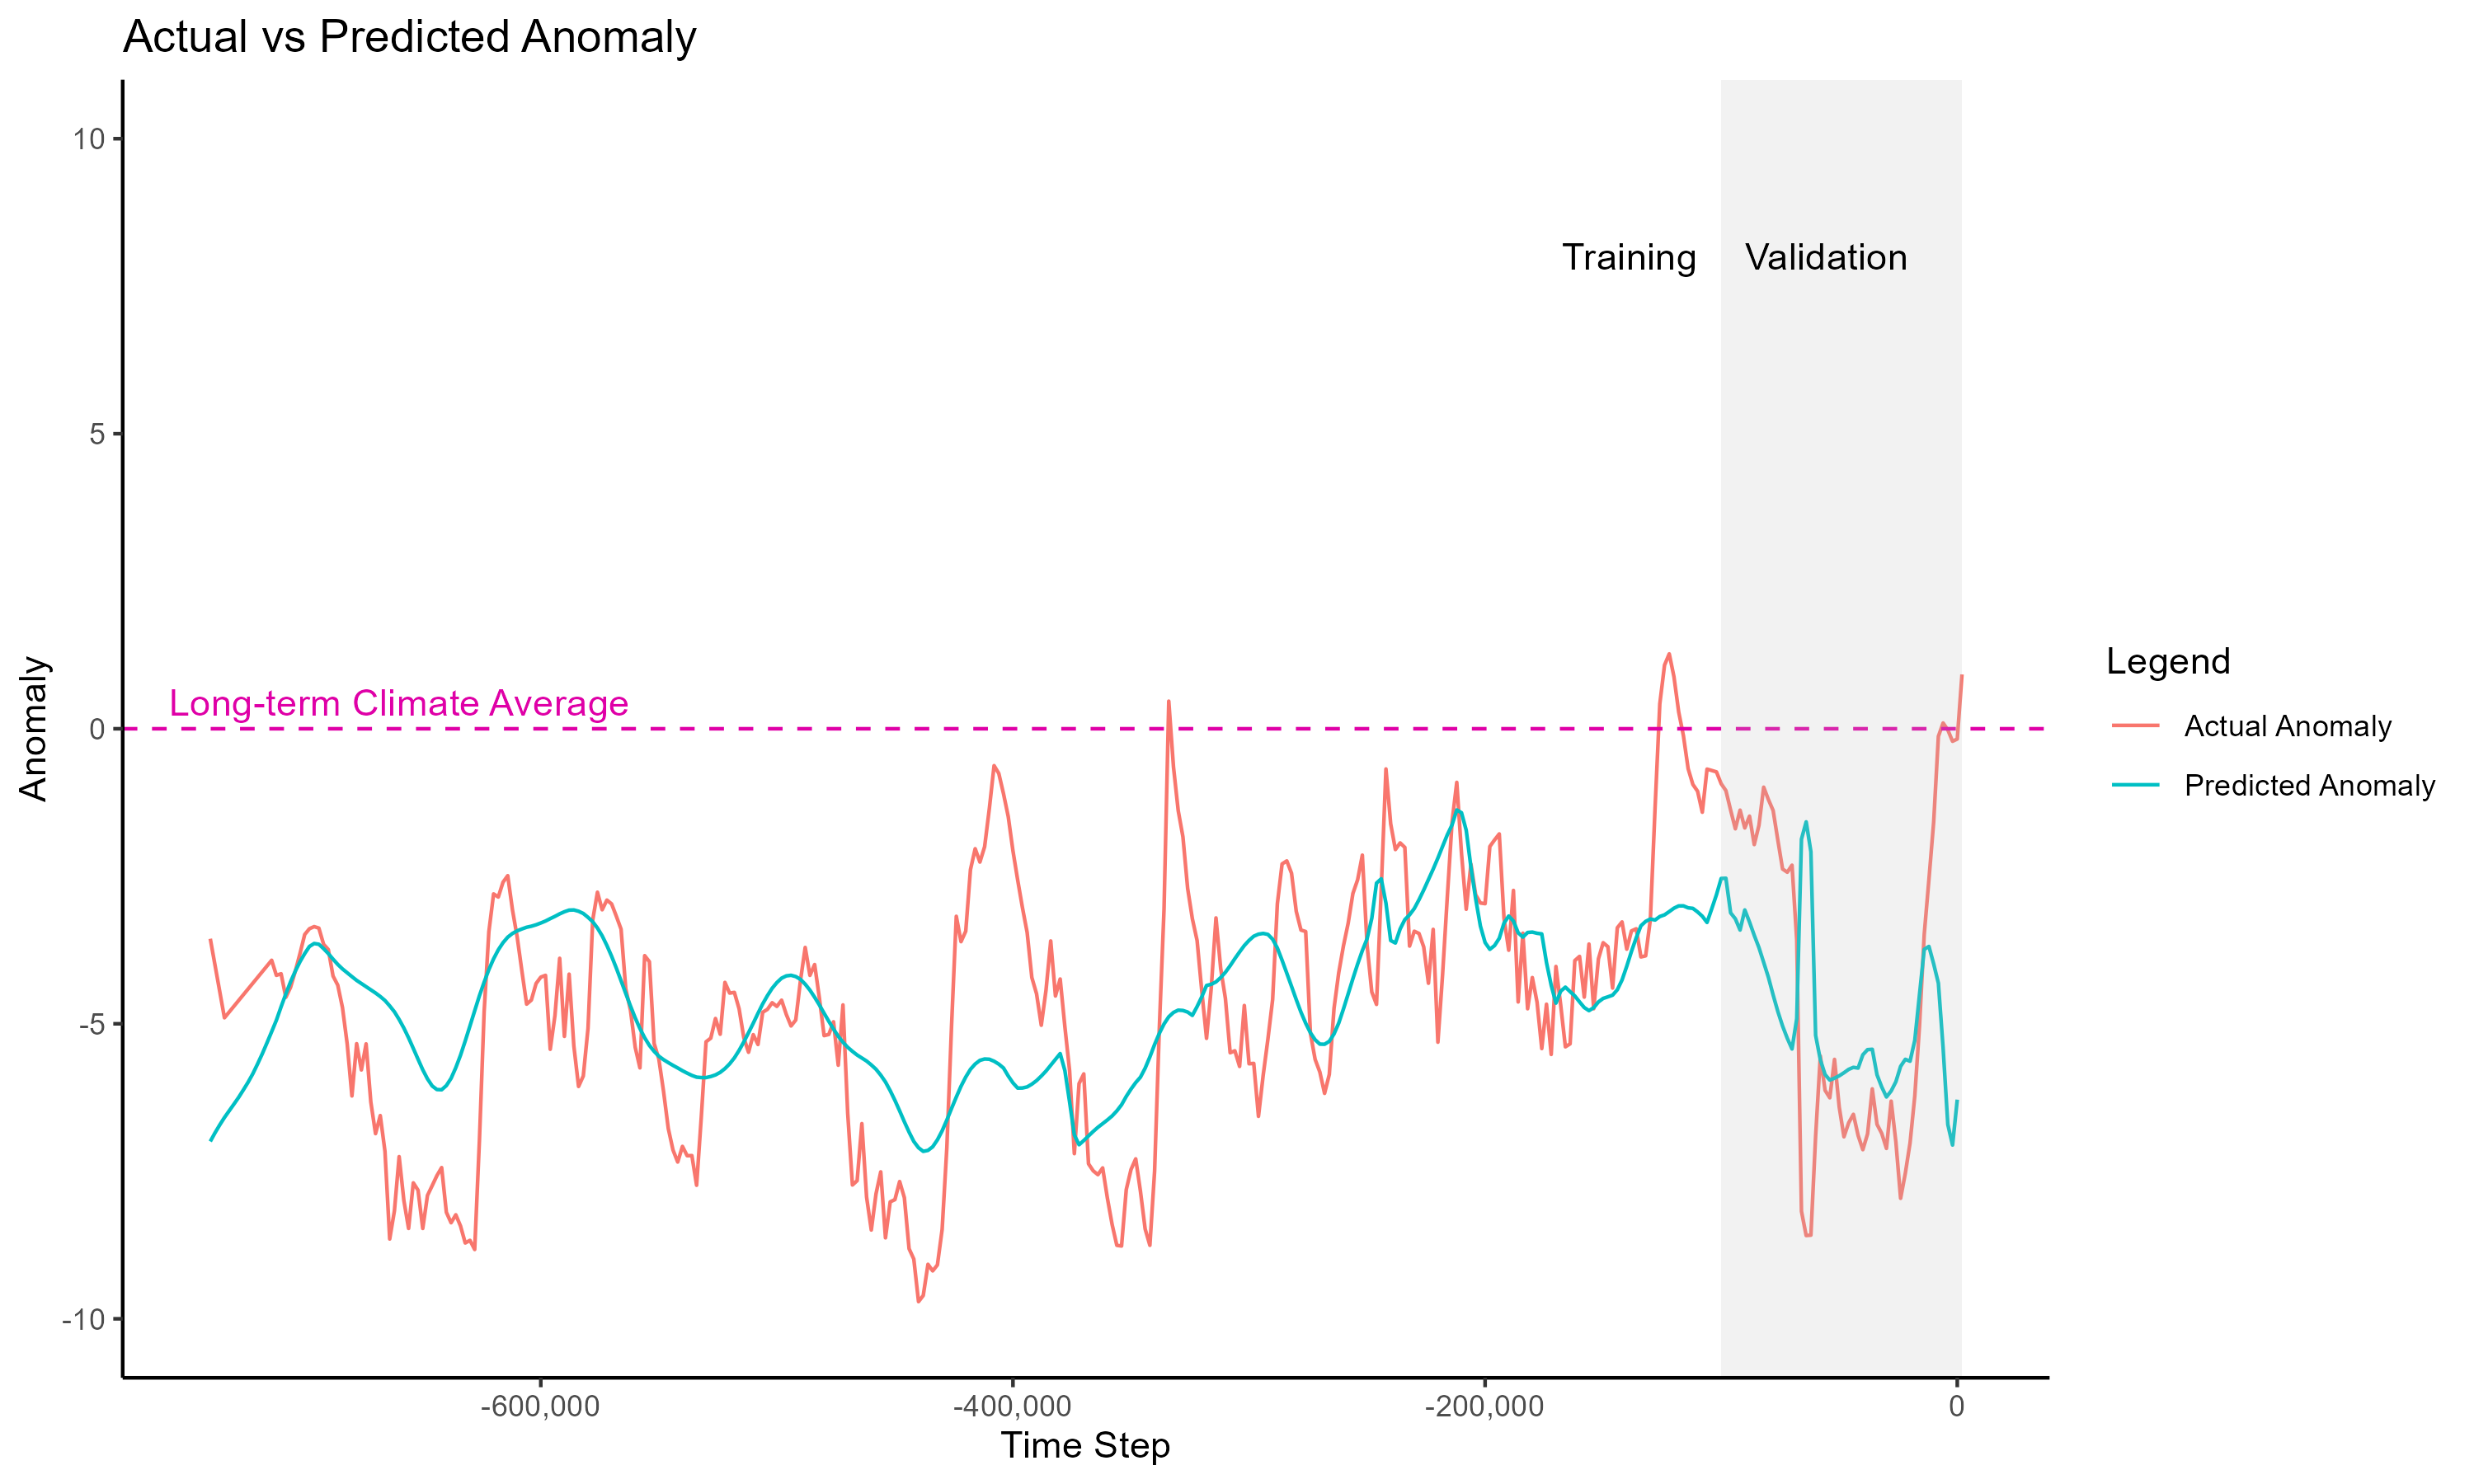 Actual vs Predicted Anomaly
10
5
0
-5
-10
Anomaly
Training
Validation
Long-term Climate Average
Legend
Actual Anomaly
Predicted Anomaly
-600,000
-400,000
-200,000
0
Time Step